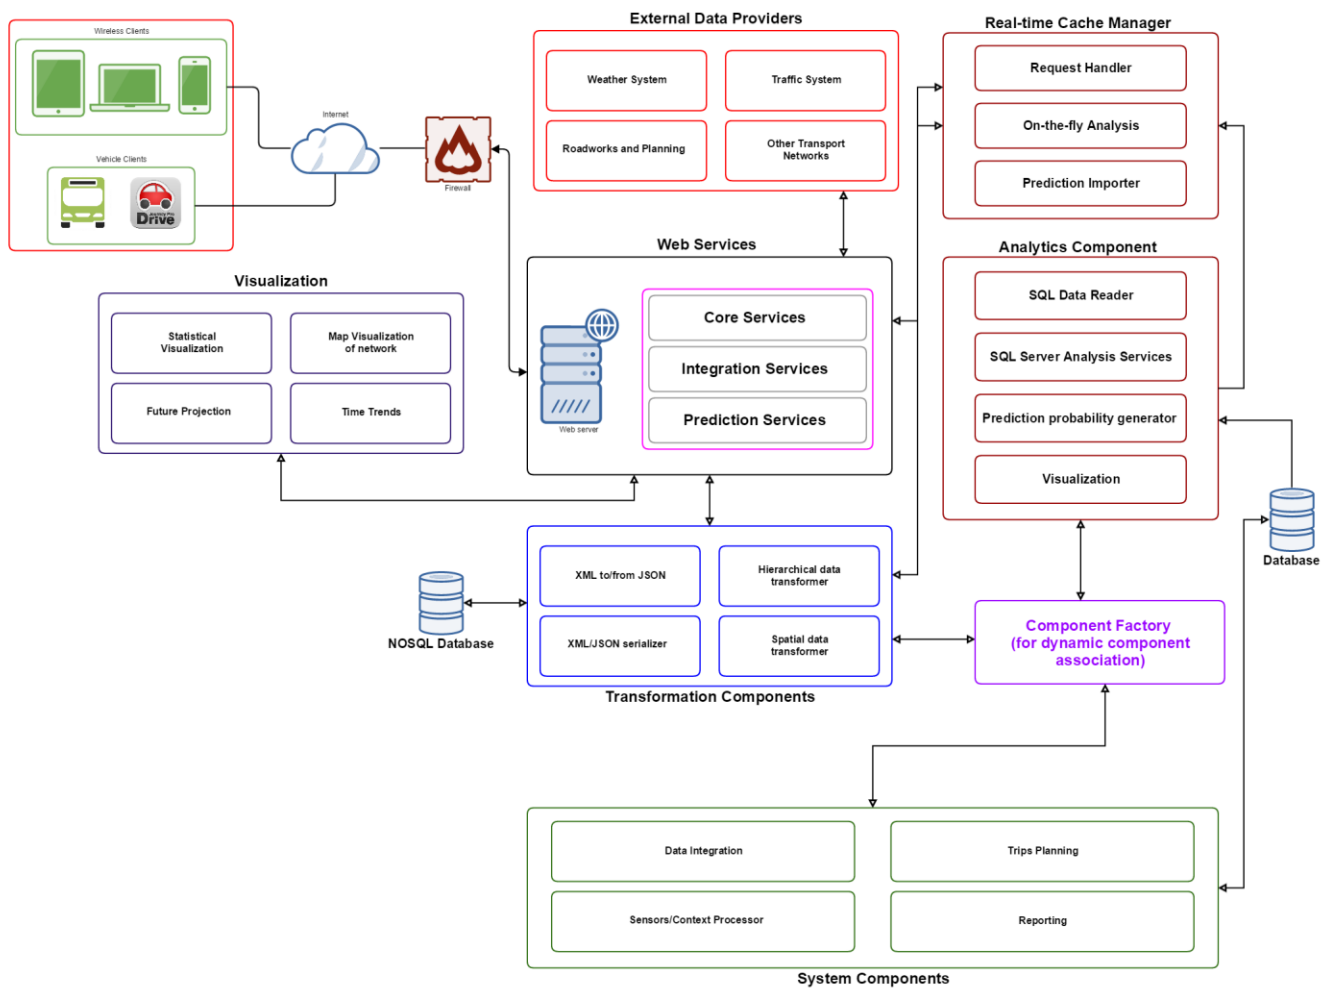 External Data Providers
Real-time Cache Manager
Wireless Clients
Weather System
Traffic System
Roadworks and Planning
Other Transport
Networks
Request Handler
On-the-fly Analysis
Prediction Importer
Internet
Firewall
Vehicle Clients
Drive
Web Services
Analytics Component
Core Services
Integration Services
Prediction Services
Web server
SQL Data Reader
SQL Server Analysis Services
Prediction probability generator
Visualization
Visualization
Statistical
Visualization
Map Visualization
of network
Future Projection
Time Trends
Database
XML to/from JSON
Hierarchical data
transformer
XML/JSON serializer
Spatial data
transformer
NOSQL Database
Transformation Components
Component Factory
(for dynamic component
association)
Data Integration
Trips Planning
Sensors/Context Processor
Reporting
System Components